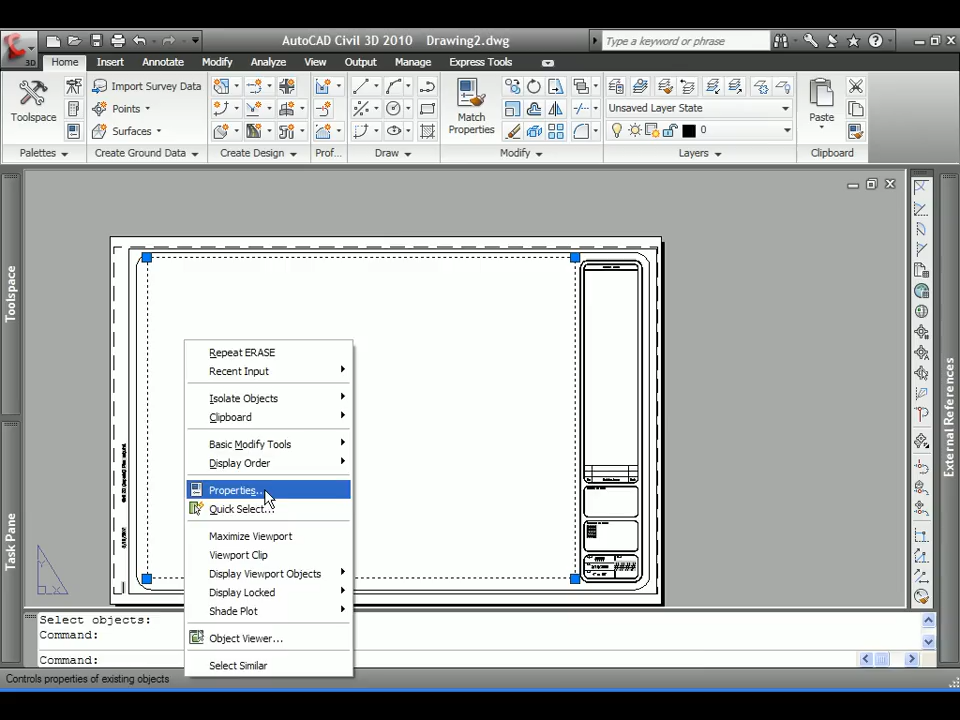 AutoCAD Civil 3D 2010 Drawing2.dwg
Type a keyword or phrase
3D
Home Insert Annotate Modify Analyze View Output Manage Express Tools
Toolspace
Import Survey Data
Points
Surfaces
Match Properties
Unsaved Layer State
0
Paste
Palettes
Create Ground Data
Create Design
Prof...
Draw
Modify
Layers
Clipboard
Toolspace
Task Pane
External References
Repeat ERASE
Recent Input
Isolate Objects
Clipboard
Basic Modify Tools
Display Order
Properties...
Quick Select...
Maximize Viewport
Viewport Clip
Display Viewport Objects
Display Locked
Shade Plot
Object Viewer...
Select Similar
Y
X
####
Select objects:
Command:
Command:
Controls properties of existing objects